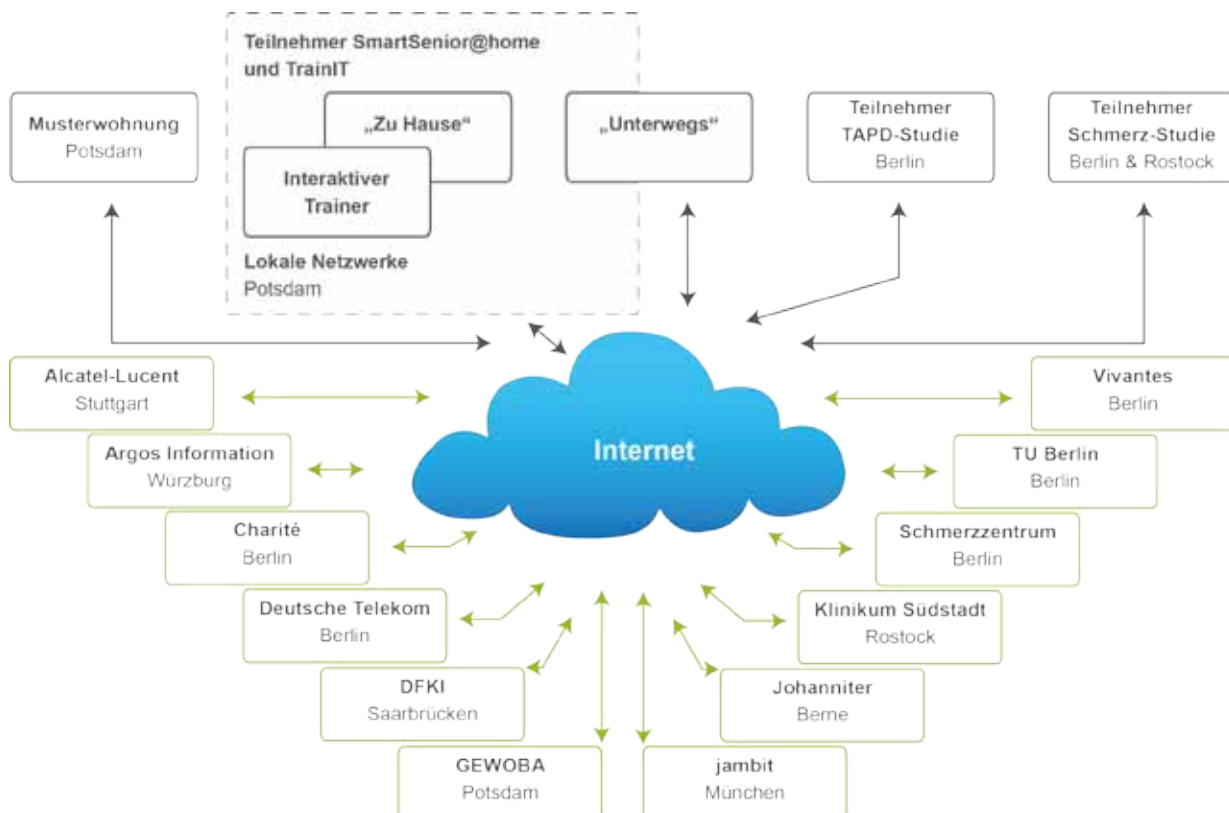 Teilnehmer SmartSenior@home
und TrainIT
Musterwohnung
Potsdam
„Zu Hause“
Interaktiver
Trainer
„Unterwegs“
Teilnehmer
TAPD-Studie
Berlin
Teilnehmer
Schmerz-Studie
Berlin & Rostock
Lokale Netzwerke
Potsdam
Internet
Alcatel-Lucent
Stuttgart
Argos Information
Würzburg
Charité
Berlin
Deutsche Telekom
Berlin
DFKI
Saarbrücken
GEWOBA
Potsdam
Vivantes
Berlin
TU Berlin
Berlin
Schmerzzentrum
Berlin
Klinikum Südstadt
Rostock
Johanniter
Berne
jambit
München